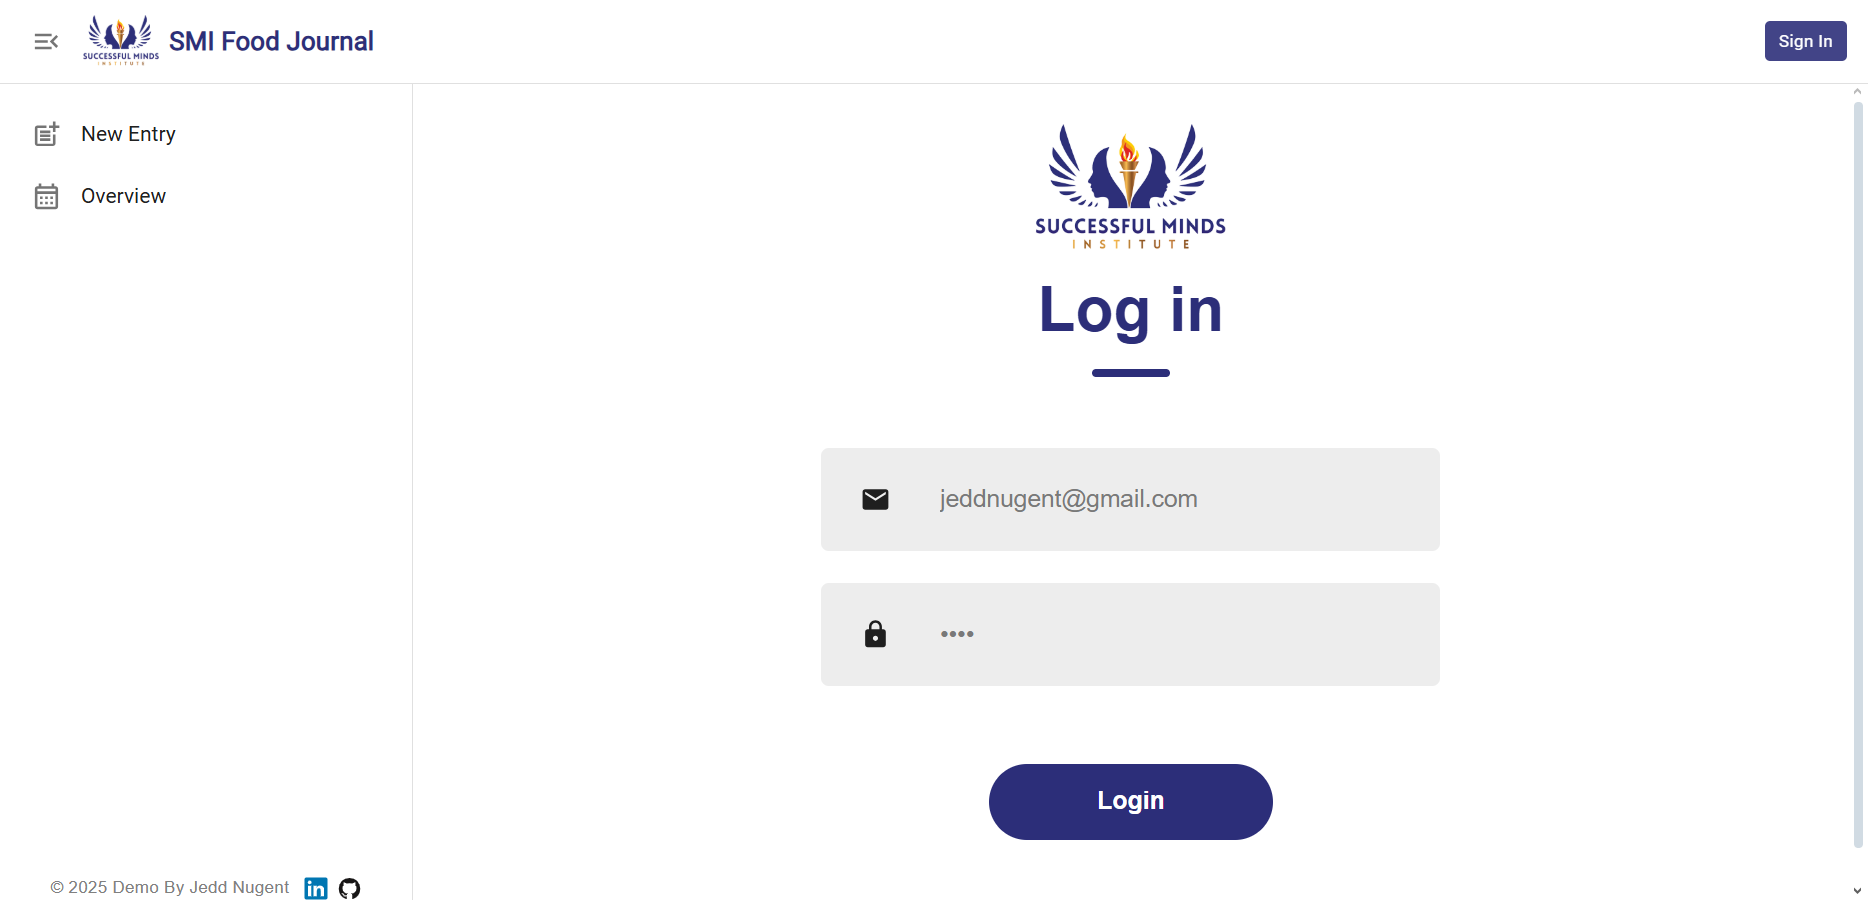 SUCCESSFUL MINDS
INSTITUTE
SMI Food Journal
Sign In
New Entry
Overview
SUCCESSFUL MINDS
INSTITUTE
Log in
jeddnugent@gmail.com
••••
Login
© 2025 Demo By Jedd Nugent
in